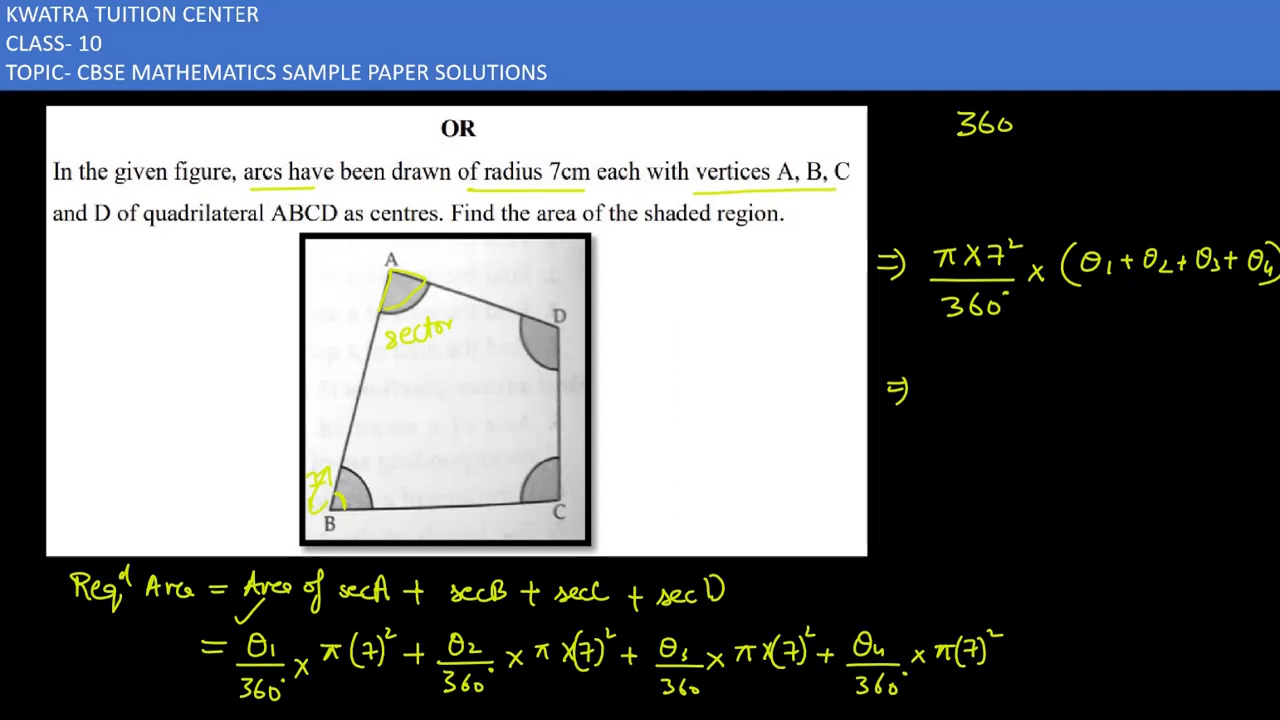 KWATRA TUITION CENTER
CLASS- 10
TOPIC- CBSE MATHEMATICS SAMPLE PAPER SOLUTIONS
OR
In the given figure, arcs have been drawn of radius 7cm each with vertices A, B, C
and D of quadrilateral ABCD as centres. Find the area of the shaded region.
A
sector
D
B
C
360
⇒ π×7² / 360° × (θ₁ + θ₂ + θ₃ + θ₄)
⇒
Reqᵈ Area = Area of secA + secB + secC + sec D
= θ₁/360° × π(7)² + θ₂/360° × π×(7)² + θ₃/360 × π×(7)² + θ₄/360° × π(7)²